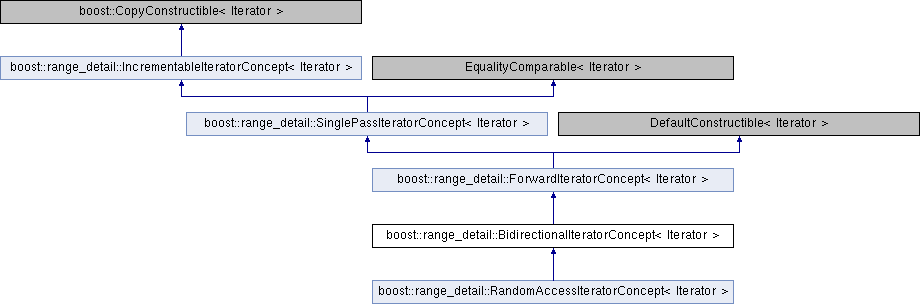 boost::CopyConstructible< Iterator >
boost::range_detail::IncrementableIteratorConcept< Iterator >
EqualityComparable< Iterator >
boost::range_detail::SinglePassIteratorConcept< Iterator >
DefaultConstructible< Iterator >
boost::range_detail::ForwardIteratorConcept< Iterator >
boost::range_detail::BidirectionalIteratorConcept< Iterator >
boost::range_detail::RandomAccessIteratorConcept< Iterator >